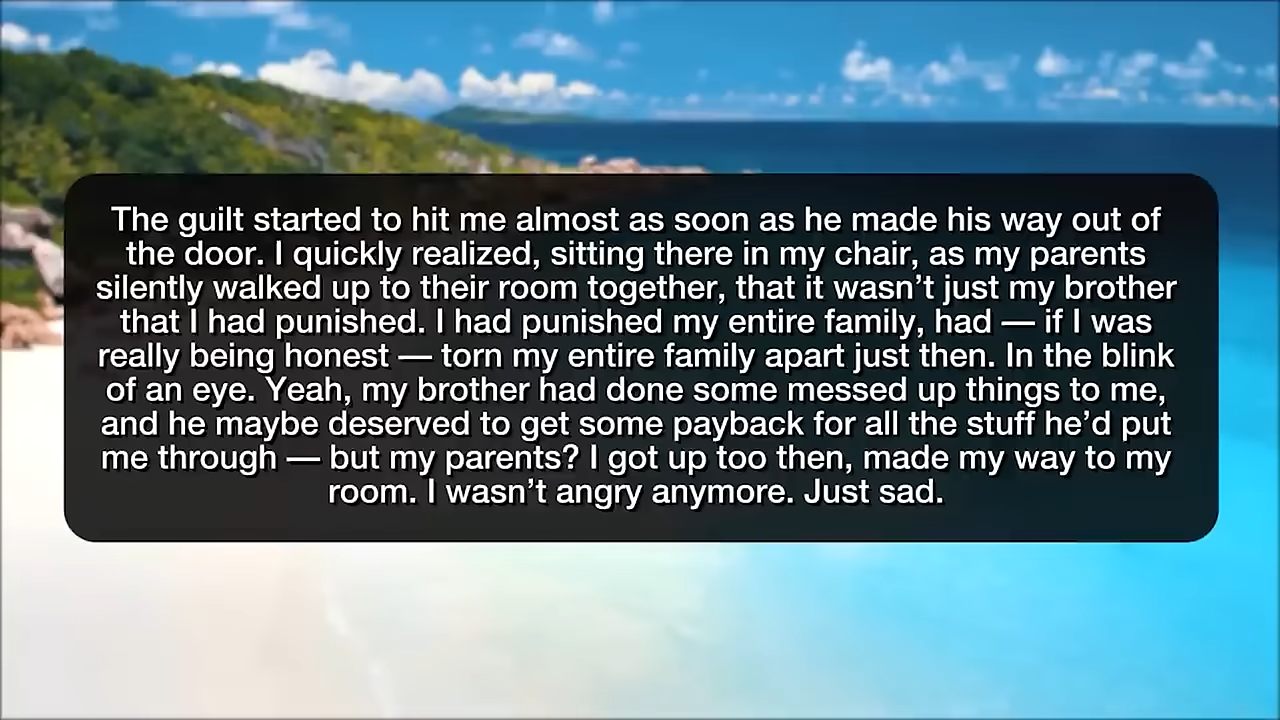 The guilt started to hit me almost as soon as he made his way out of
the door. I quickly realized, sitting there in my chair, as my parents
silently walked up to their room together, that it wasn’t just my brother
that I had punished. I had punished my entire family, had — if I was
really being honest — torn my entire family apart just then. In the blink
of an eye. Yeah, my brother had done some messed up things to me,
and he maybe deserved to get some payback for all the stuff he’d put
me through — but my parents? I got up too then, made my way to my
room. I wasn’t angry anymore. Just sad.